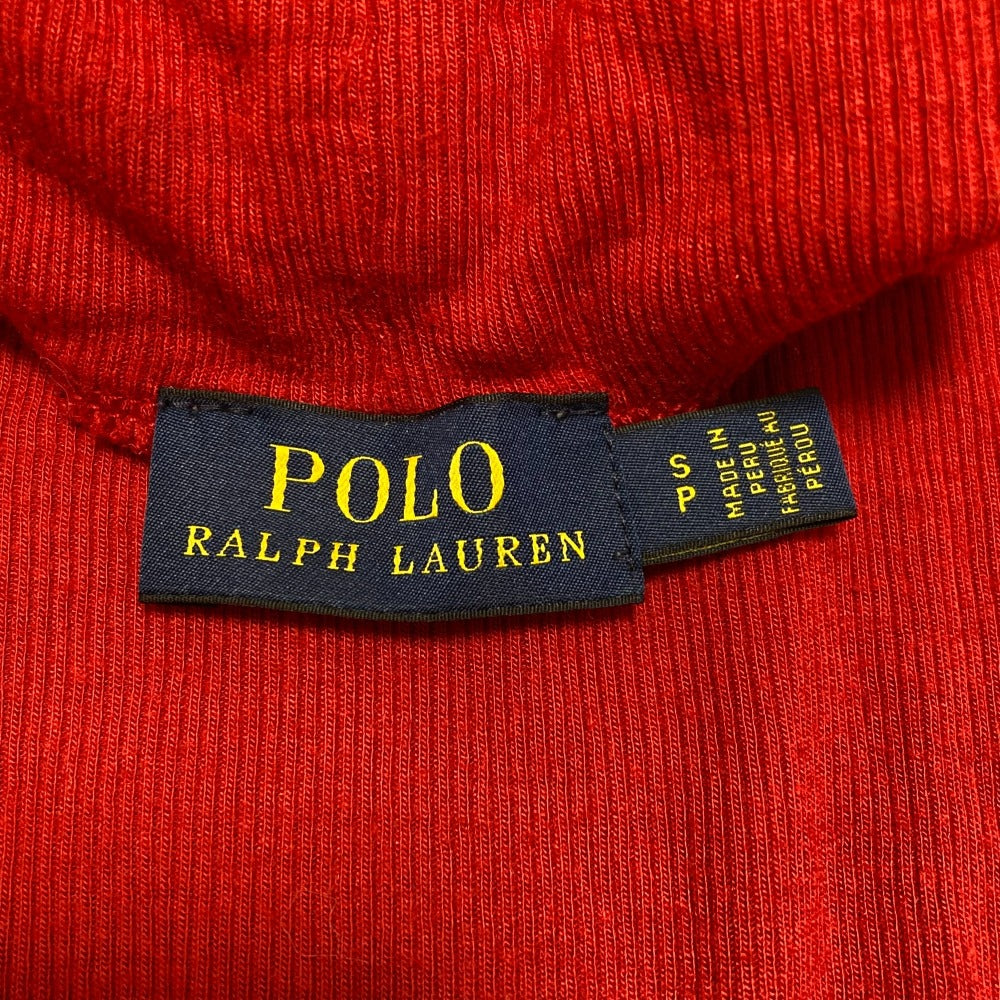 POLO
RALPH LAUREN
S
P
MADE IN
PERU
FABRIQUÉ AU
PÉROU